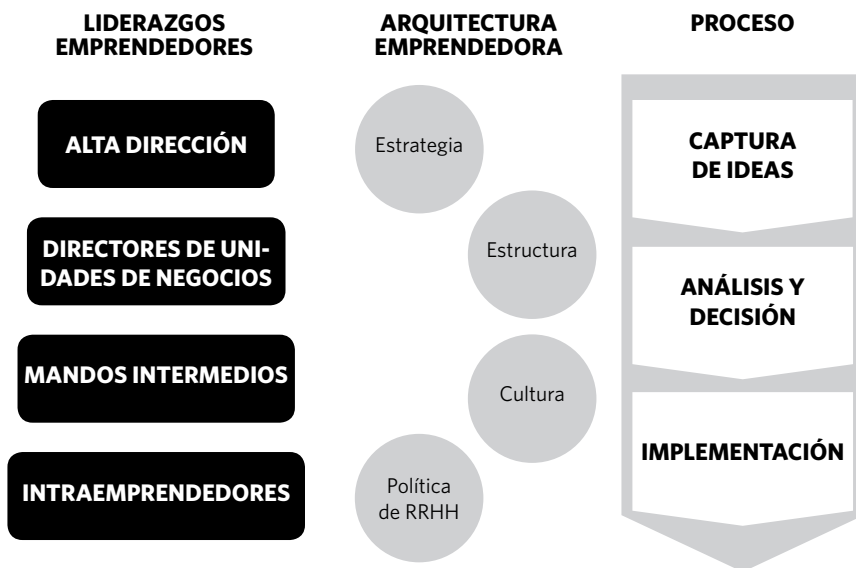 LIDERAZGOS
EMPRENDEDORES
ALTA DIRECCIÓN
DIRECTORES DE UNI-
DADES DE NEGOCIOS
MANDOS INTERMEDIOS
INTRAEMPRENDEDORES
ARQUITECTURA
EMPRENDEDORA
Estrategia
Estructura
Cultura
Política
de RRHH
PROCESO
CAPTURA
DE IDEAS
ANÁLISIS Y
DECISIÓN
IMPLEMENTACIÓN